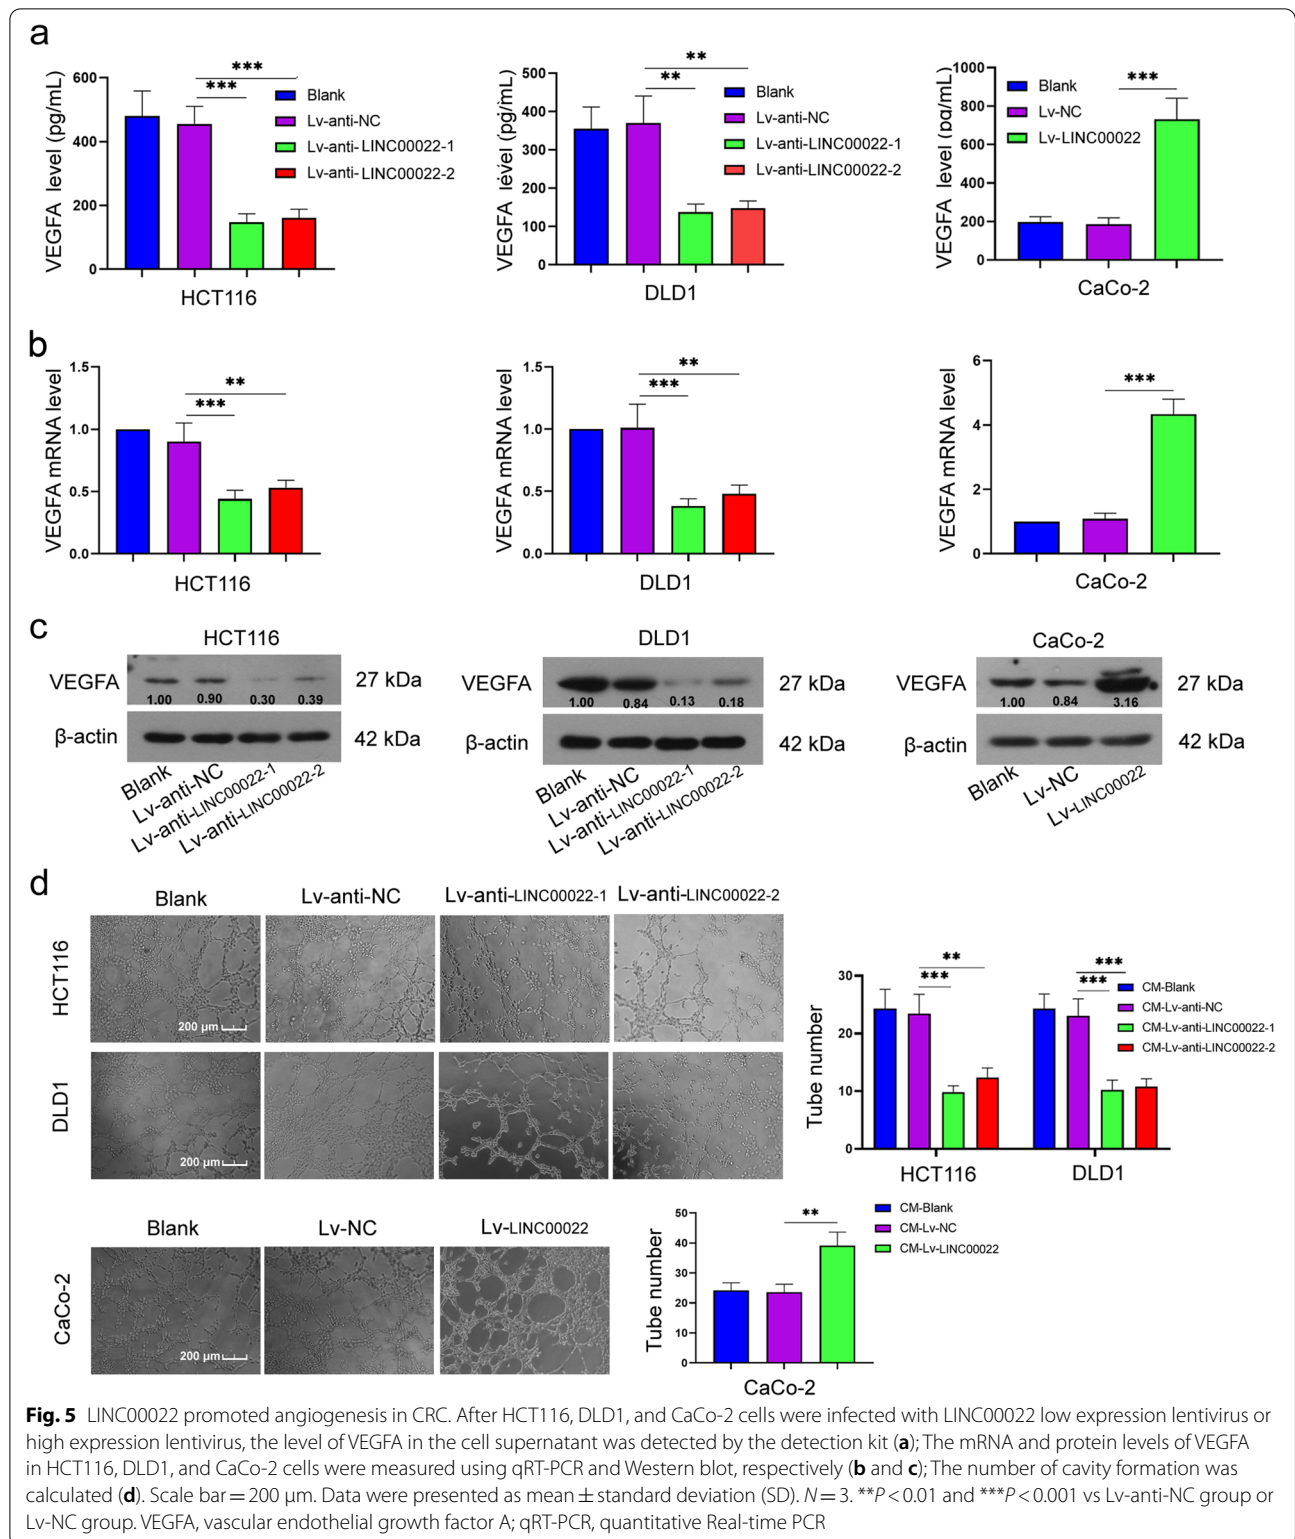 a
VEGFA level (pg/mL)
600
400
200
0
***
***
Blank
Lv-anti-NC
Lv-anti-LINC00022-1
Lv-anti-LINC00022-2
HCT116
VEGFA level (pg/mL)
500
400
300
200
100
0
**
**
Blank
Lv-anti-NC
Lv-anti-LINC00022-1
Lv-anti-LINC00022-2
DLD1
VEGFA level (pg/mL)
1000
800
600
400
200
0
***
Blank
Lv-NC
Lv-LINC00022
CaCo-2
b
VEGFA mRNA level
1.5
1.0
0.5
0.0
**
***
HCT116
VEGFA mRNA level
1.5
1.0
0.5
0.0
**
***
DLD1
VEGFA mRNA level
6
4
2
0
***
CaCo-2
c
HCT116
VEGFA
1.00 0.90 0.30 0.39
27 kDa
β-actin
42 kDa
Blank
Lv-anti-NC
Lv-anti-LINC00022-1
Lv-anti-LINC00022-2
DLD1
VEGFA
1.00 0.84 0.13 0.18
27 kDa
β-actin
42 kDa
Blank
Lv-anti-NC
Lv-anti-LINC00022-1
Lv-anti-LINC00022-2
CaCo-2
VEGFA
1.00 0.84 3.16
27 kDa
β-actin
42 kDa
Blank
Lv-NC
Lv-LINC00022
d
Blank Lv-anti-NC Lv-anti-LINC00022-1 Lv-anti-LINC00022-2
HCT116
200 μm
DLD1
200 μm
Tube number
30
20
10
0
**
***
***
***
CM-Blank
CM-Lv-anti-NC
CM-Lv-anti-LINC00022-1
CM-Lv-anti-LINC00022-2
HCT116 DLD1
Blank Lv-NC Lv-LINC00022
CaCo-2
200 μm
Tube number
50
40
30
20
10
0
**
CM-Blank
CM-Lv-NC
CM-Lv-LINC00022
CaCo-2
Fig. 5 LINC00022 promoted angiogenesis in CRC. After HCT116, DLD1, and CaCo-2 cells were infected with LINC00022 low expression lentivirus or
high expression lentivirus, the level of VEGFA in the cell supernatant was detected by the detection kit (a); The mRNA and protein levels of VEGFA
in HCT116, DLD1, and CaCo-2 cells were measured using qRT-PCR and Western blot, respectively (b and c); The number of cavity formation was
calculated (d). Scale bar = 200 μm. Data were presented as mean ± standard deviation (SD). N = 3. **P < 0.01 and ***P < 0.001 vs Lv-anti-NC group or
Lv-NC group. VEGFA, vascular endothelial growth factor A; qRT-PCR, quantitative Real-time PCR